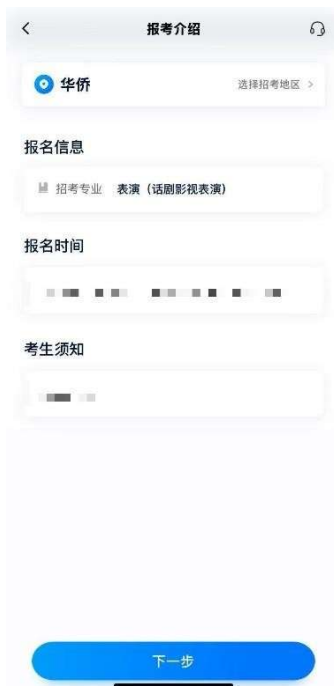 报考介绍
华侨 选择招考地区 >
报名信息
招考专业 表演（话剧影视表演）
报名时间
考生须知
下一步